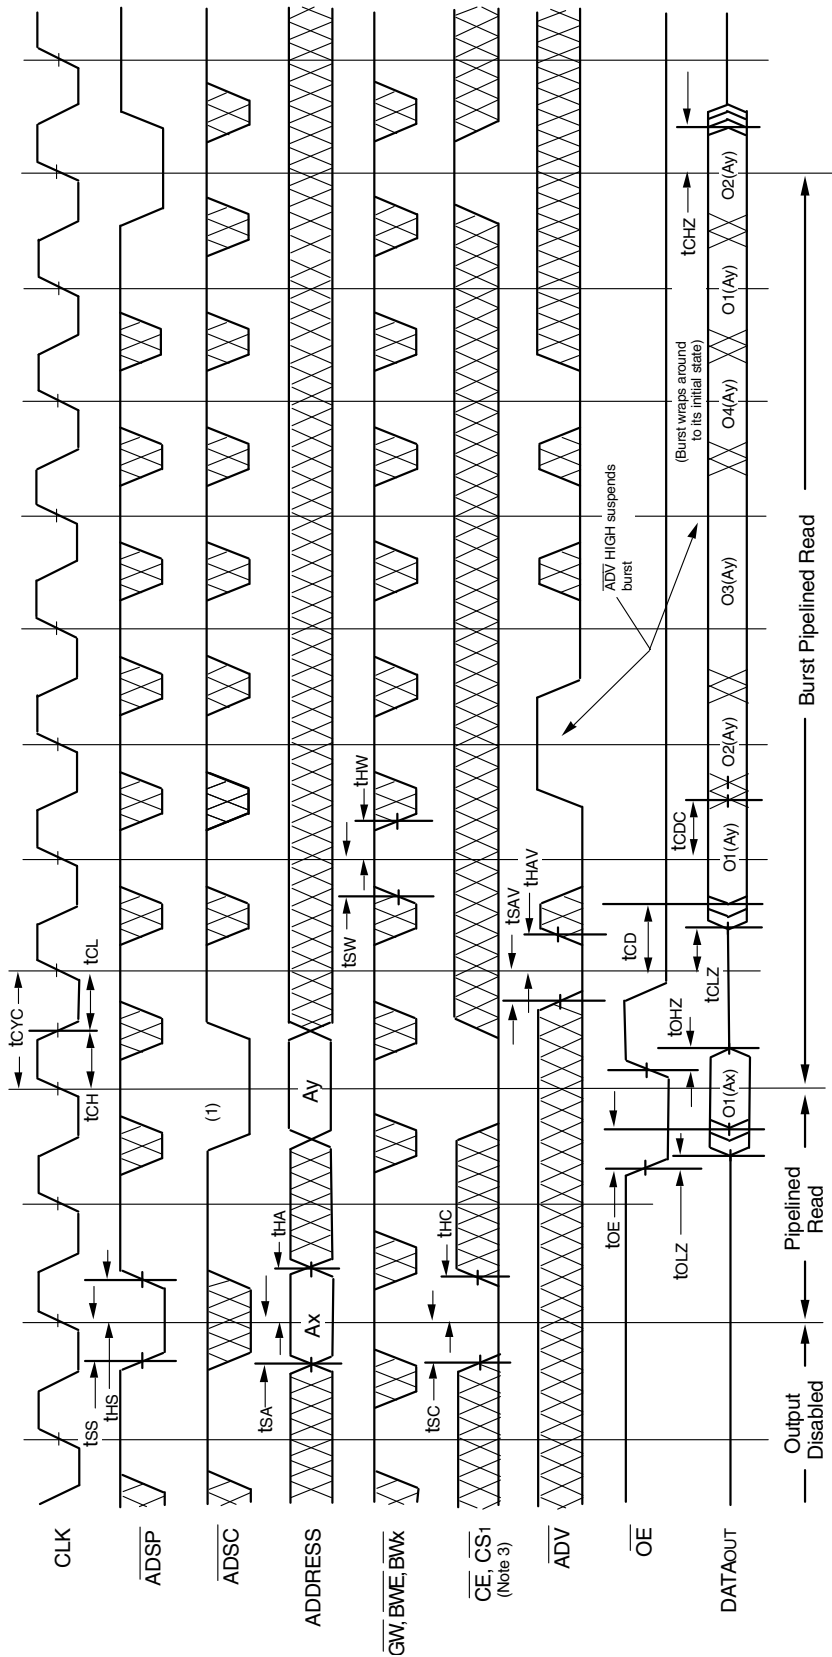 CLK
tCYC
tCH
tCL
ADSP
tSS
tHS
ADSC
(1)
ADDRESS
Ax
Ay
tSA
tHA
GW, BWE, BWx
tSW
tHW
CE, CS1
(Note 3)
tSC
tHC
ADV
tSAV
tHAV
ADV HIGH suspends
burst
OE
tOE
tOHZ
tCD
tOLZ
tCLZ
tCDC
(Burst wraps around
to its initial state)
tCHZ
DATAOUT
O1(Ax)
O1(Ay)
O2(Ay)
O3(Ay)
O4(Ay)
O1(Ay)
O2(Ay)
Output
Disabled
Pipelined
Read
Burst Pipelined Read